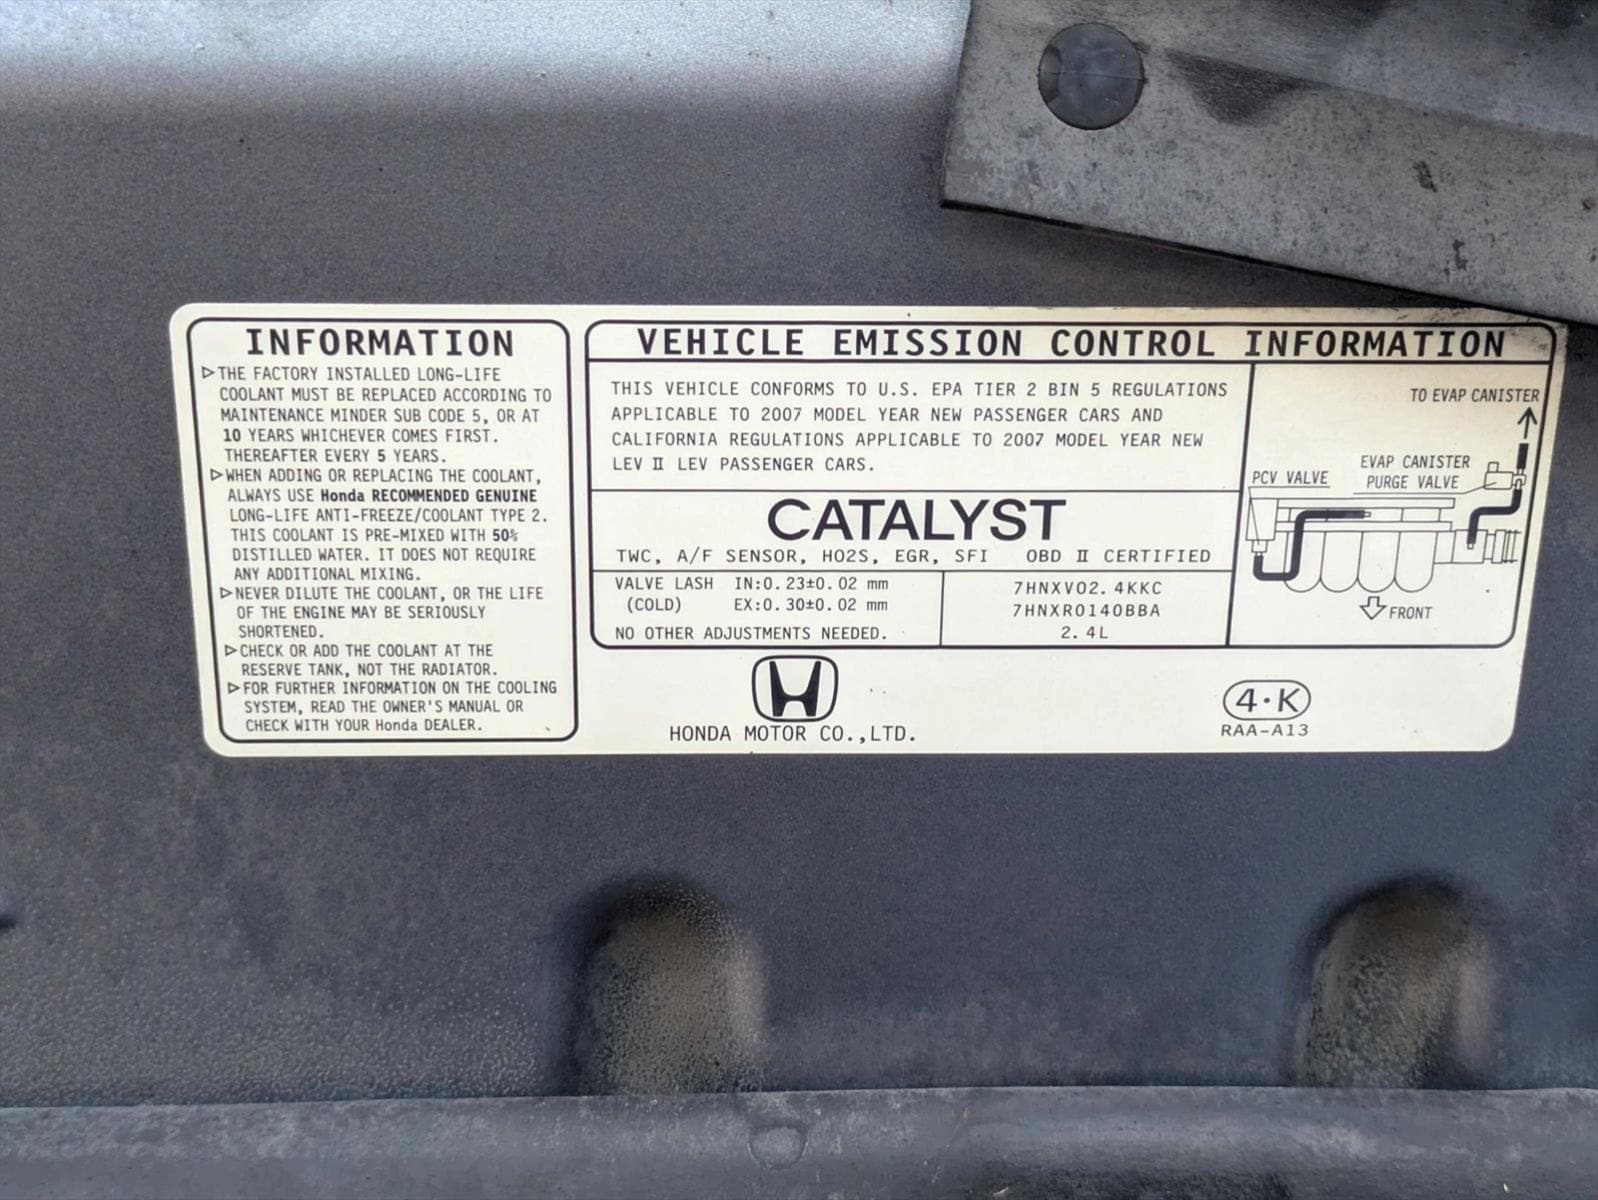 INFORMATION
▷THE FACTORY INSTALLED LONG-LIFE
COOLANT MUST BE REPLACED ACCORDING TO
MAINTENANCE MINDER SUB CODE 5, OR AT
10 YEARS WHICHEVER COMES FIRST.
THEREAFTER EVERY 5 YEARS.
▷WHEN ADDING OR REPLACING THE COOLANT,
ALWAYS USE Honda RECOMMENDED GENUINE
LONG-LIFE ANTI-FREEZE/COOLANT TYPE 2.
THIS COOLANT IS PRE-MIXED WITH 50%
DISTILLED WATER. IT DOES NOT REQUIRE
ANY ADDITIONAL MIXING.
▷NEVER DILUTE THE COOLANT, OR THE LIFE
OF THE ENGINE MAY BE SERIOUSLY
SHORTENED.
▷CHECK OR ADD THE COOLANT AT THE
RESERVE TANK, NOT THE RADIATOR.
▷FOR FURTHER INFORMATION ON THE COOLING
SYSTEM, READ THE OWNER'S MANUAL OR
CHECK WITH YOUR Honda DEALER.
VEHICLE EMISSION CONTROL INFORMATION
THIS VEHICLE CONFORMS TO U.S. EPA TIER 2 BIN 5 REGULATIONS
APPLICABLE TO 2007 MODEL YEAR NEW PASSENGER CARS AND
CALIFORNIA REGULATIONS APPLICABLE TO 2007 MODEL YEAR NEW
LEV II LEV PASSENGER CARS.
CATALYST
TWC, A/F SENSOR, HO2S, EGR, SFI OBD II CERTIFIED
VALVE LASH IN:0.23±0.02 mm
(COLD) EX:0.30±0.02 mm
NO OTHER ADJUSTMENTS NEEDED.
7HNXV02.4KKC
7HNXR0140BBA
2.4L
TO EVAP CANISTER
EVAP CANISTER
PURGE VALVE
PCV VALVE
FRONT
HONDA MOTOR CO.,LTD.
4·K
RAA-A13